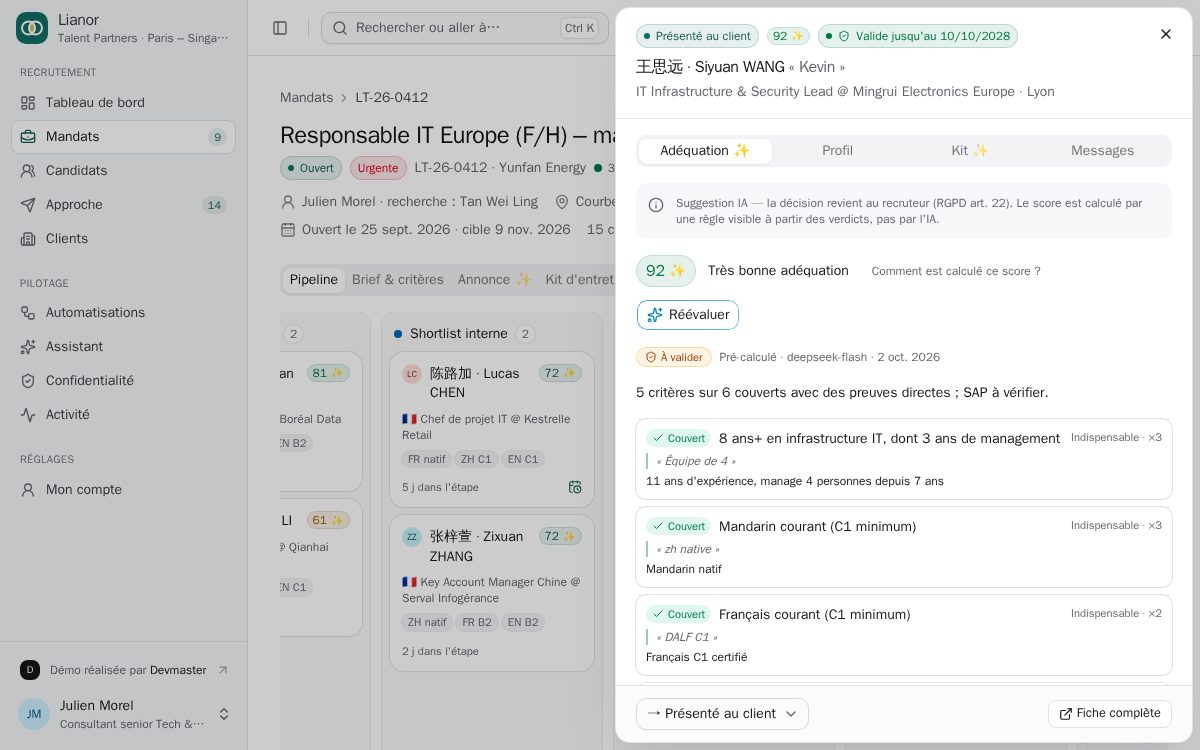 Lianor
Talent Partners · Paris – Singa···
RECRUTEMENT
Tableau de bord
Mandats
9
Candidats
Approche
14
Clients
PILOTAGE
Automatisations
Assistant
Confidentialité
Activité
RÉGLAGES
Mon compte
D Démo réalisée par Devmaster
JM
Julien Morel
Consultant senior Tech &···
Rechercher ou aller à···
Ctrl K
Mandats > LT-26-0412
Responsable IT Europe (F/H) – ma
Ouvert
Urgente
LT-26-0412 · Yunfan Energy
3
Julien Morel · recherche : Tan Wei Ling
Courbe
Ouvert le 25 sept. 2026 · cible 9 nov. 2026
15 c
Pipeline
Brief & critères
Annonce ✨
Kit d'entret
2
an
81 ✨
Boréal Data
EN B2
LI
61 ✨
@ Qianhai
EN C1
Shortlist interne
2
LC
陈路加 · Lucas
CHEN
72 ✨
🇫🇷 Chef de projet IT @ Kestrelle
Retail
FR natif
ZH C1
EN C1
5 j dans l'étape
ZZ
张梓萱 · Zixuan
ZHANG
72 ✨
🇫🇷 Key Account Manager Chine @
Serval Infogérance
ZH natif
FR B2
EN B2
2 j dans l'étape
Présenté au client
92 ✨
Valide jusqu'au 10/10/2028
王思远 · Siyuan WANG « Kevin »
IT Infrastructure & Security Lead @ Mingrui Electronics Europe · Lyon
Adéquation ✨
Profil
Kit ✨
Messages
Suggestion IA — la décision revient au recruteur (RGPD art. 22). Le score est calculé par
une règle visible à partir des verdicts, pas par l'IA.
92 ✨
Très bonne adéquation
Comment est calculé ce score ?
Réévaluer
À valider
Pré-calculé · deepseek-flash · 2 oct. 2026
5 critères sur 6 couverts avec des preuves directes ; SAP à vérifier.
Couvert
8 ans+ en infrastructure IT, dont 3 ans de management
Indispensable · ×3
« Équipe de 4 »
11 ans d'expérience, manage 4 personnes depuis 7 ans
Couvert
Mandarin courant (C1 minimum)
Indispensable · ×3
« zh native »
Mandarin natif
Couvert
Français courant (C1 minimum)
Indispensable · ×2
« DALF C1 »
Français C1 certifié
→ Présenté au client
Fiche complète